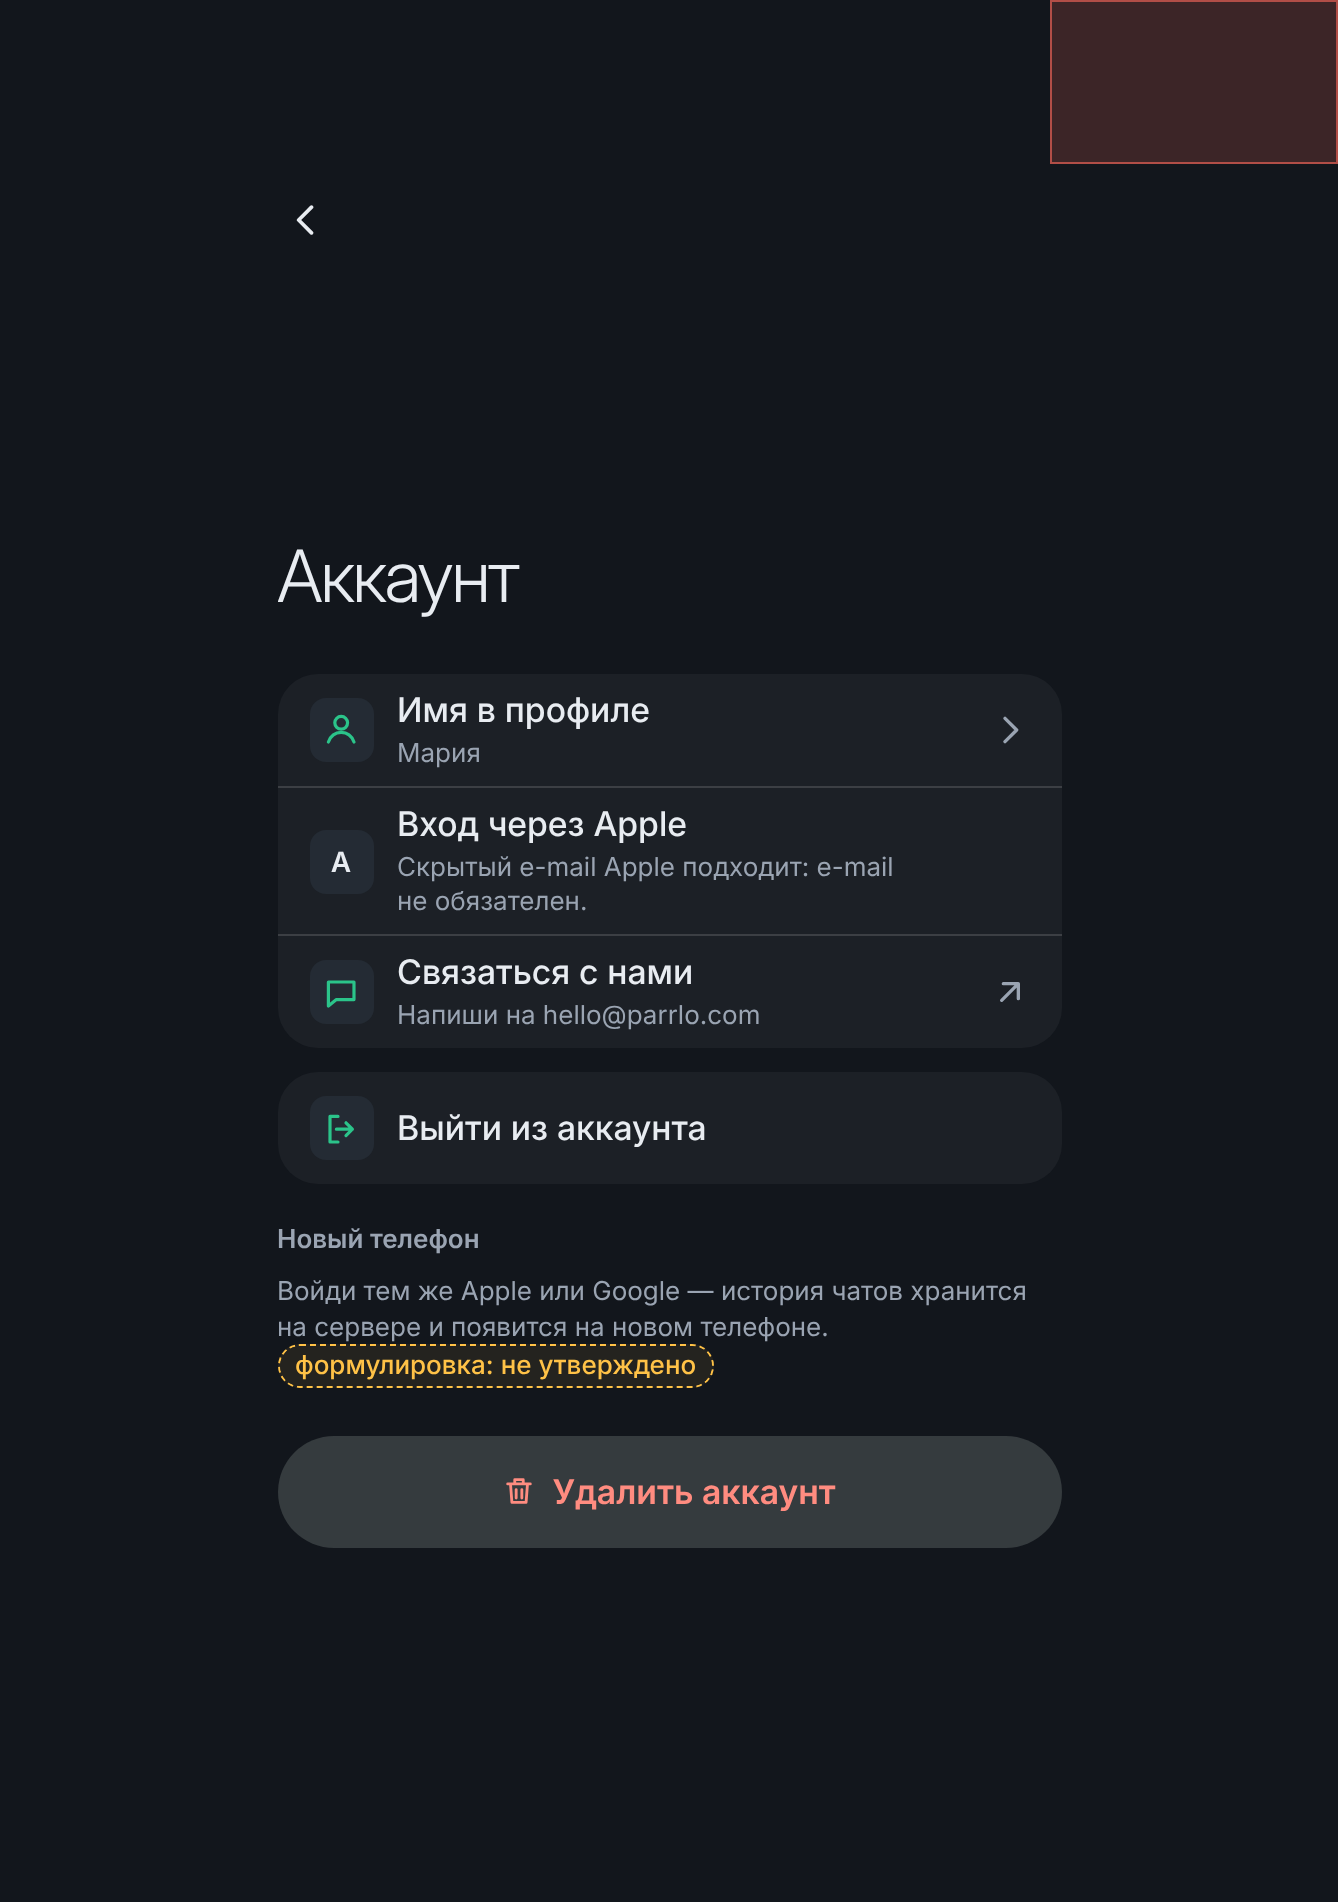 Аккаунт
Имя в профиле
Мария
A
Вход через Apple
Скрытый e-mail Apple подходит: e-mail
не обязателен.
Связаться с нами
Напиши на hello@parrlo.com
Выйти из аккаунта
Новый телефон
Войди тем же Apple или Google — история чатов хранится
на сервере и появится на новом телефоне.
формулировка: не утверждено
Удалить аккаунт